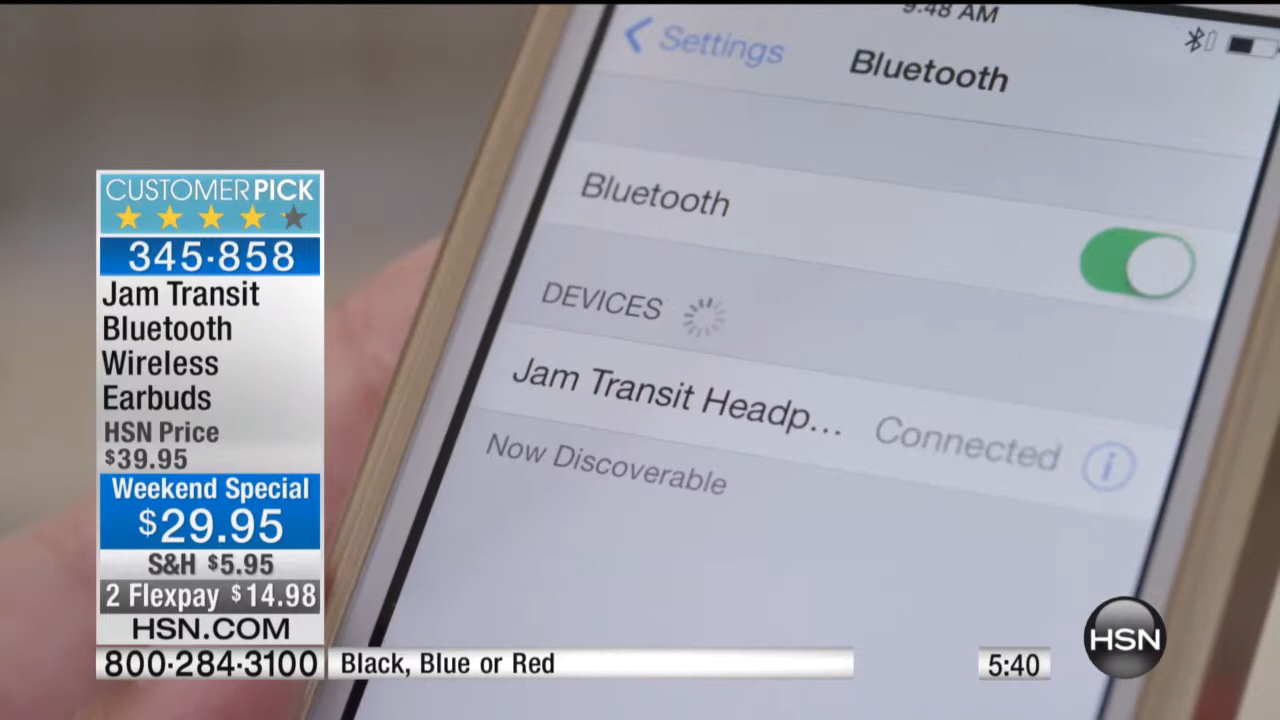 9:48 AM
Settings
Bluetooth
Bluetooth
DEVICES
Jam Transit Headp... Connected
Now Discoverable
CUSTOMER PICK
345-858
Jam Transit
Bluetooth
Wireless
Earbuds
HSN Price
$39.95
Weekend Special
$29.95
S&H $5.95
2 Flexpay $14.98
HSN.COM
800-284-3100
Black, Blue or Red
5:40
HSN